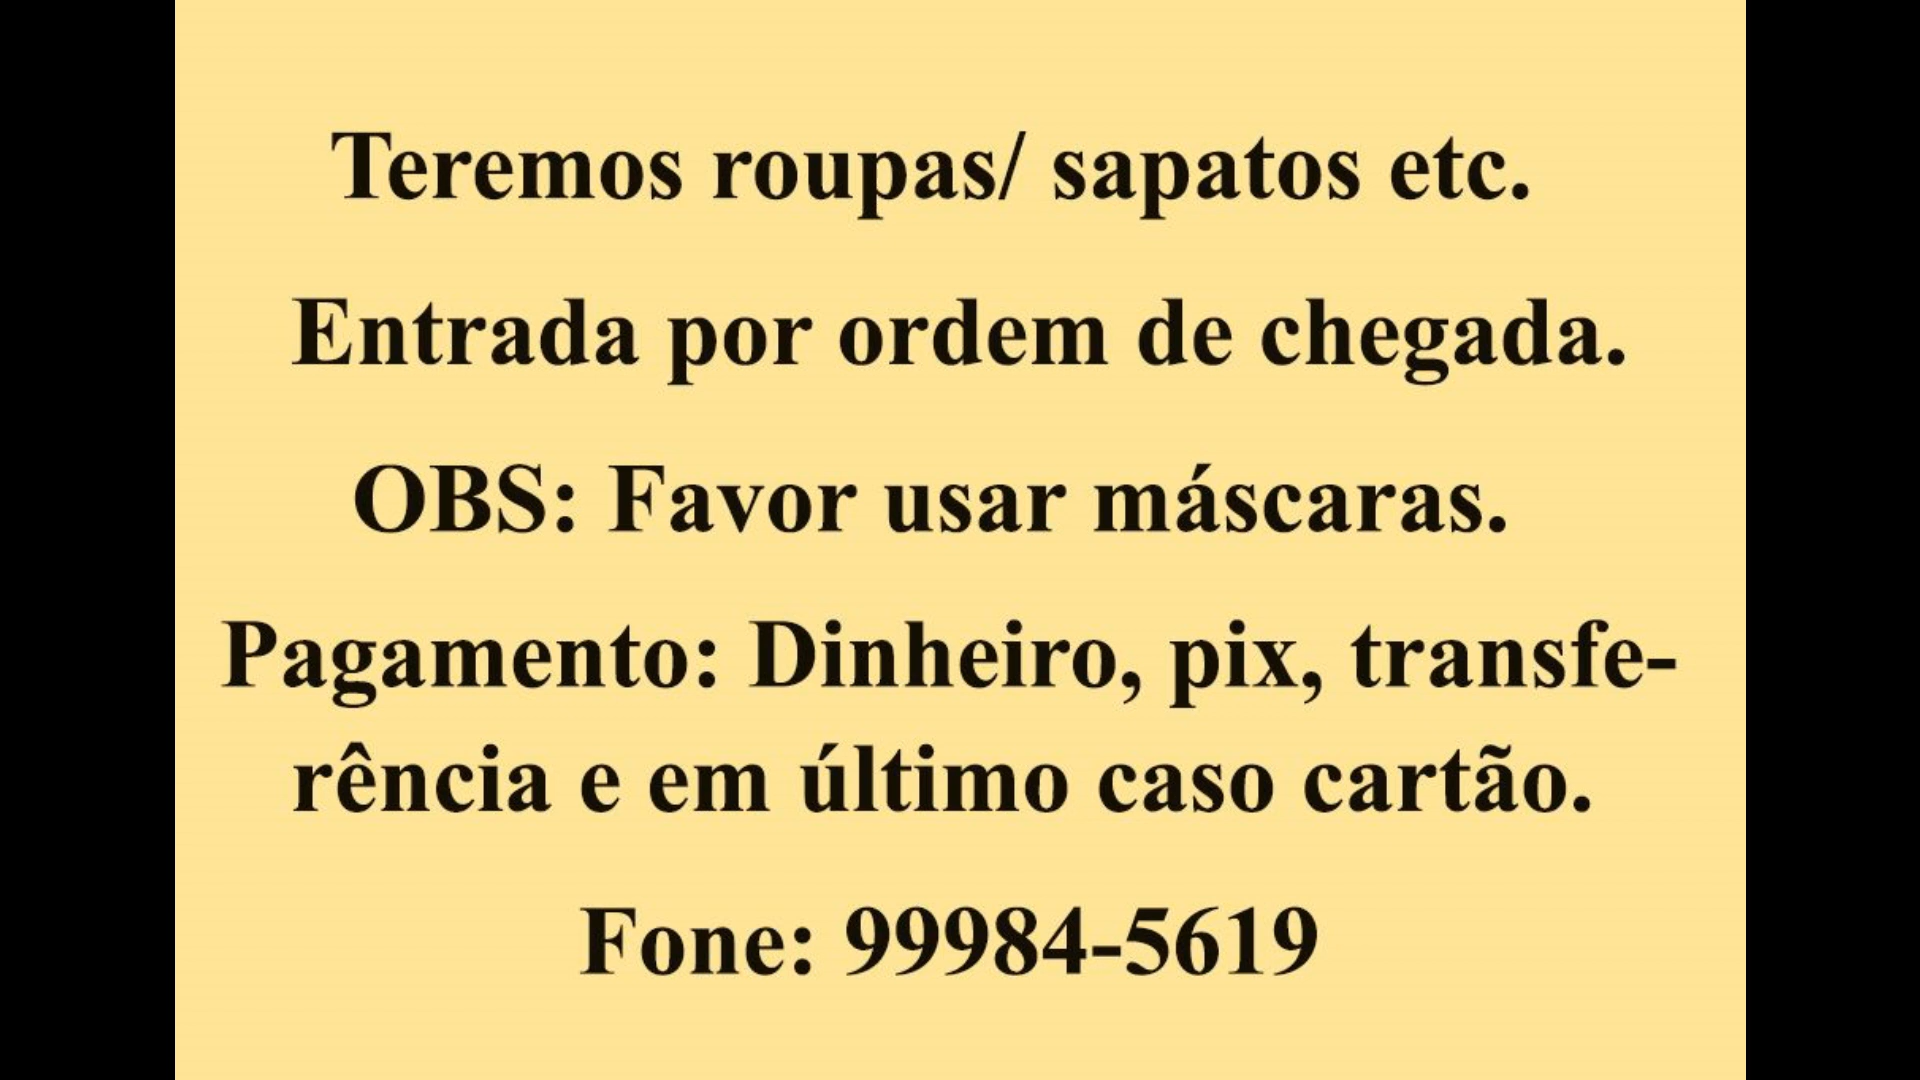 Teremos roupas/ sapatos etc.
Entrada por ordem de chegada.
OBS: Favor usar máscaras.
Pagamento: Dinheiro, pix, transfe-
rência e em último caso cartão.
Fone: 99984-5619